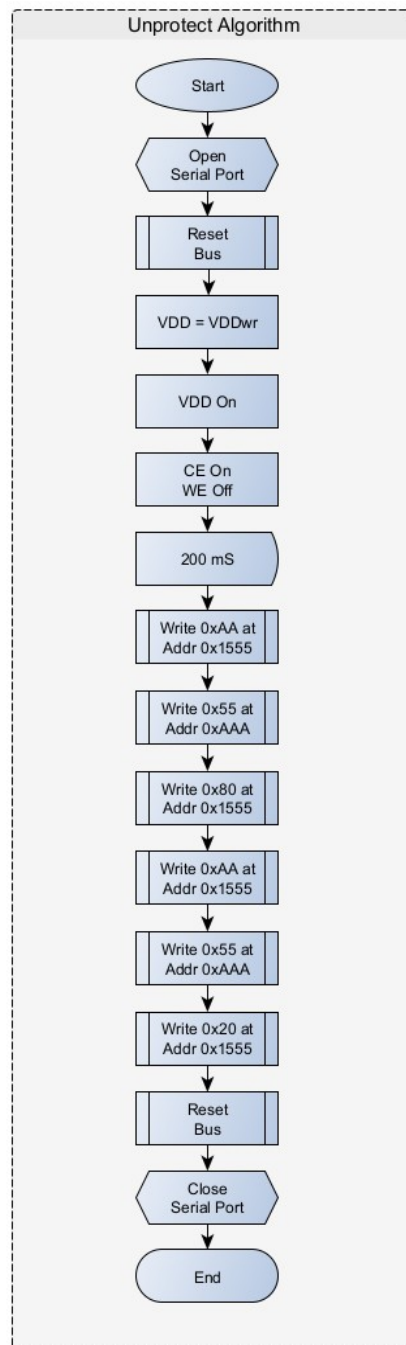 Unprotect Algorithm
Start
Open
Serial Port
Reset
Bus
VDD = VDDwr
VDD On
CE On
WE Off
200 mS
Write 0xAA at
Addr 0x1555
Write 0x55 at
Addr 0xAAA
Write 0x80 at
Addr 0x1555
Write 0xAA at
Addr 0x1555
Write 0x55 at
Addr 0xAAA
Write 0x20 at
Addr 0x1555
Reset
Bus
Close
Serial Port
End